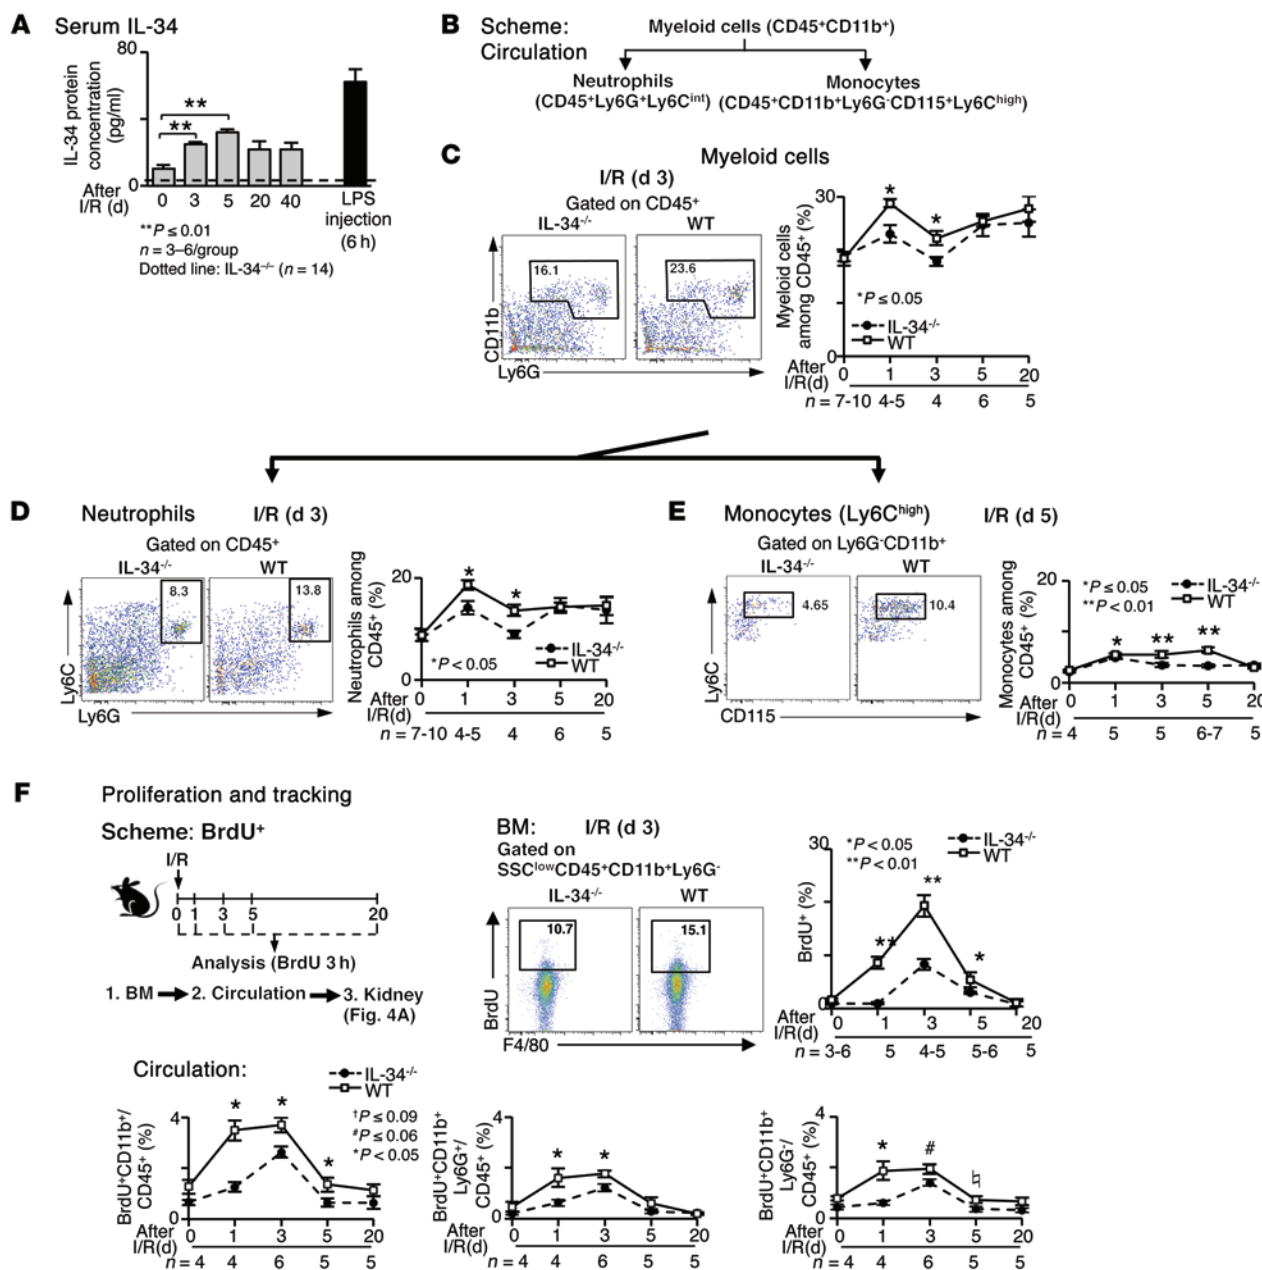 A Serum IL-34
80
0
IL-34 protein
concentration
(pg/ml)
**
**
After
I/R (d)
0 3 5 20 40
LPS
injection
(6 h)
**P ≤ 0.01
n = 3–6/group
Dotted line: IL-34⁻/⁻ (n = 14)
B Scheme:
Circulation
Myeloid cells (CD45⁺CD11b⁺)
Neutrophils
(CD45⁺Ly6G⁺Ly6Cⁱⁿᵗ)
Monocytes
(CD45⁺CD11b⁺Ly6G⁻CD115⁺Ly6Cʰⁱᵍʰ)
C Myeloid cells
I/R (d 3)
Gated on CD45⁺
IL-34⁻/⁻ WT
16.1 23.6
CD11b
Ly6G
30
0
Myeloid cells
among CD45⁺ (%)
* *
*P ≤ 0.05
IL-34⁻/⁻
WT
After
I/R(d)
0 1 3 5 20
n = 7-10 4-5 4 6 5
D Neutrophils I/R (d 3)
Gated on CD45⁺
IL-34⁻/⁻ WT
8.3 13.8
Ly6C
Ly6G
20
0
Neutrophils among
CD45⁺ (%)
* *
IL-34⁻/⁻
WT
*P < 0.05
After
I/R(d)
0 1 3 5 20
n = 7-10 4-5 4 6 5
E Monocytes (Ly6Cʰⁱᵍʰ) I/R (d 5)
Gated on Ly6G⁻CD11b⁺
IL-34⁻/⁻ WT
4.65 10.4
Ly6C
CD115
20
0
Monocytes among
CD45⁺ (%)
*P ≤ 0.05
**P < 0.01
IL-34⁻/⁻
WT
* ** **
After
I/R(d)
0 1 3 5 20
n = 4 5 5 6-7 5
F Proliferation and tracking
Scheme: BrdU⁺
I/R
0 1 3 5 20
Analysis (BrdU 3 h)
1. BM 2. Circulation 3. Kidney
(Fig. 4A)
BM: I/R (d 3)
Gated on
SSCˡᵒʷCD45⁺CD11b⁺Ly6G⁻
IL-34⁻/⁻ WT
10.7 15.1
BrdU
F4/80
30
0
BrdU⁺ (%)
*P < 0.05
**P < 0.01
IL-34⁻/⁻
WT
** ** *
After
I/R(d)
0 1 3 5 20
n = 3-6 5 4-5 5-6 5
Circulation:
IL-34⁻/⁻
WT
†P ≤ 0.09
#P ≤ 0.06
*P < 0.05
4
0
BrdU⁺CD11b⁺/
CD45⁺ (%)
* * *
After
I/R(d)
0 1 3 5 20
n = 4 4 6 5 5
4
0
BrdU⁺CD11b⁺
Ly6G⁺/
CD45⁺ (%)
* *
After
I/R(d)
0 1 3 5 20
n = 4 4 6 5 5
4
0
BrdU⁺CD11b⁺
Ly6G⁻/
CD45⁺ (%)
* # ♮
After
I/R(d)
0 1 3 5 20
n = 4 4 6 5 5